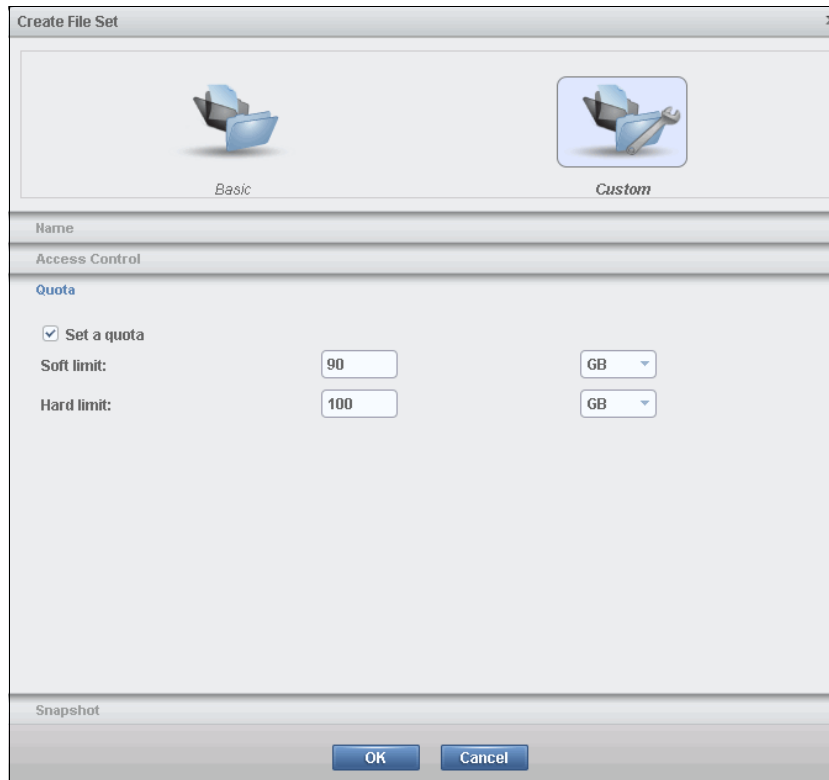 Create File Set
Basic
Custom
Name
Access Control
Quota
Set a quota
Soft limit: 90 GB
Hard limit: 100 GB
Snapshot
OK Cancel